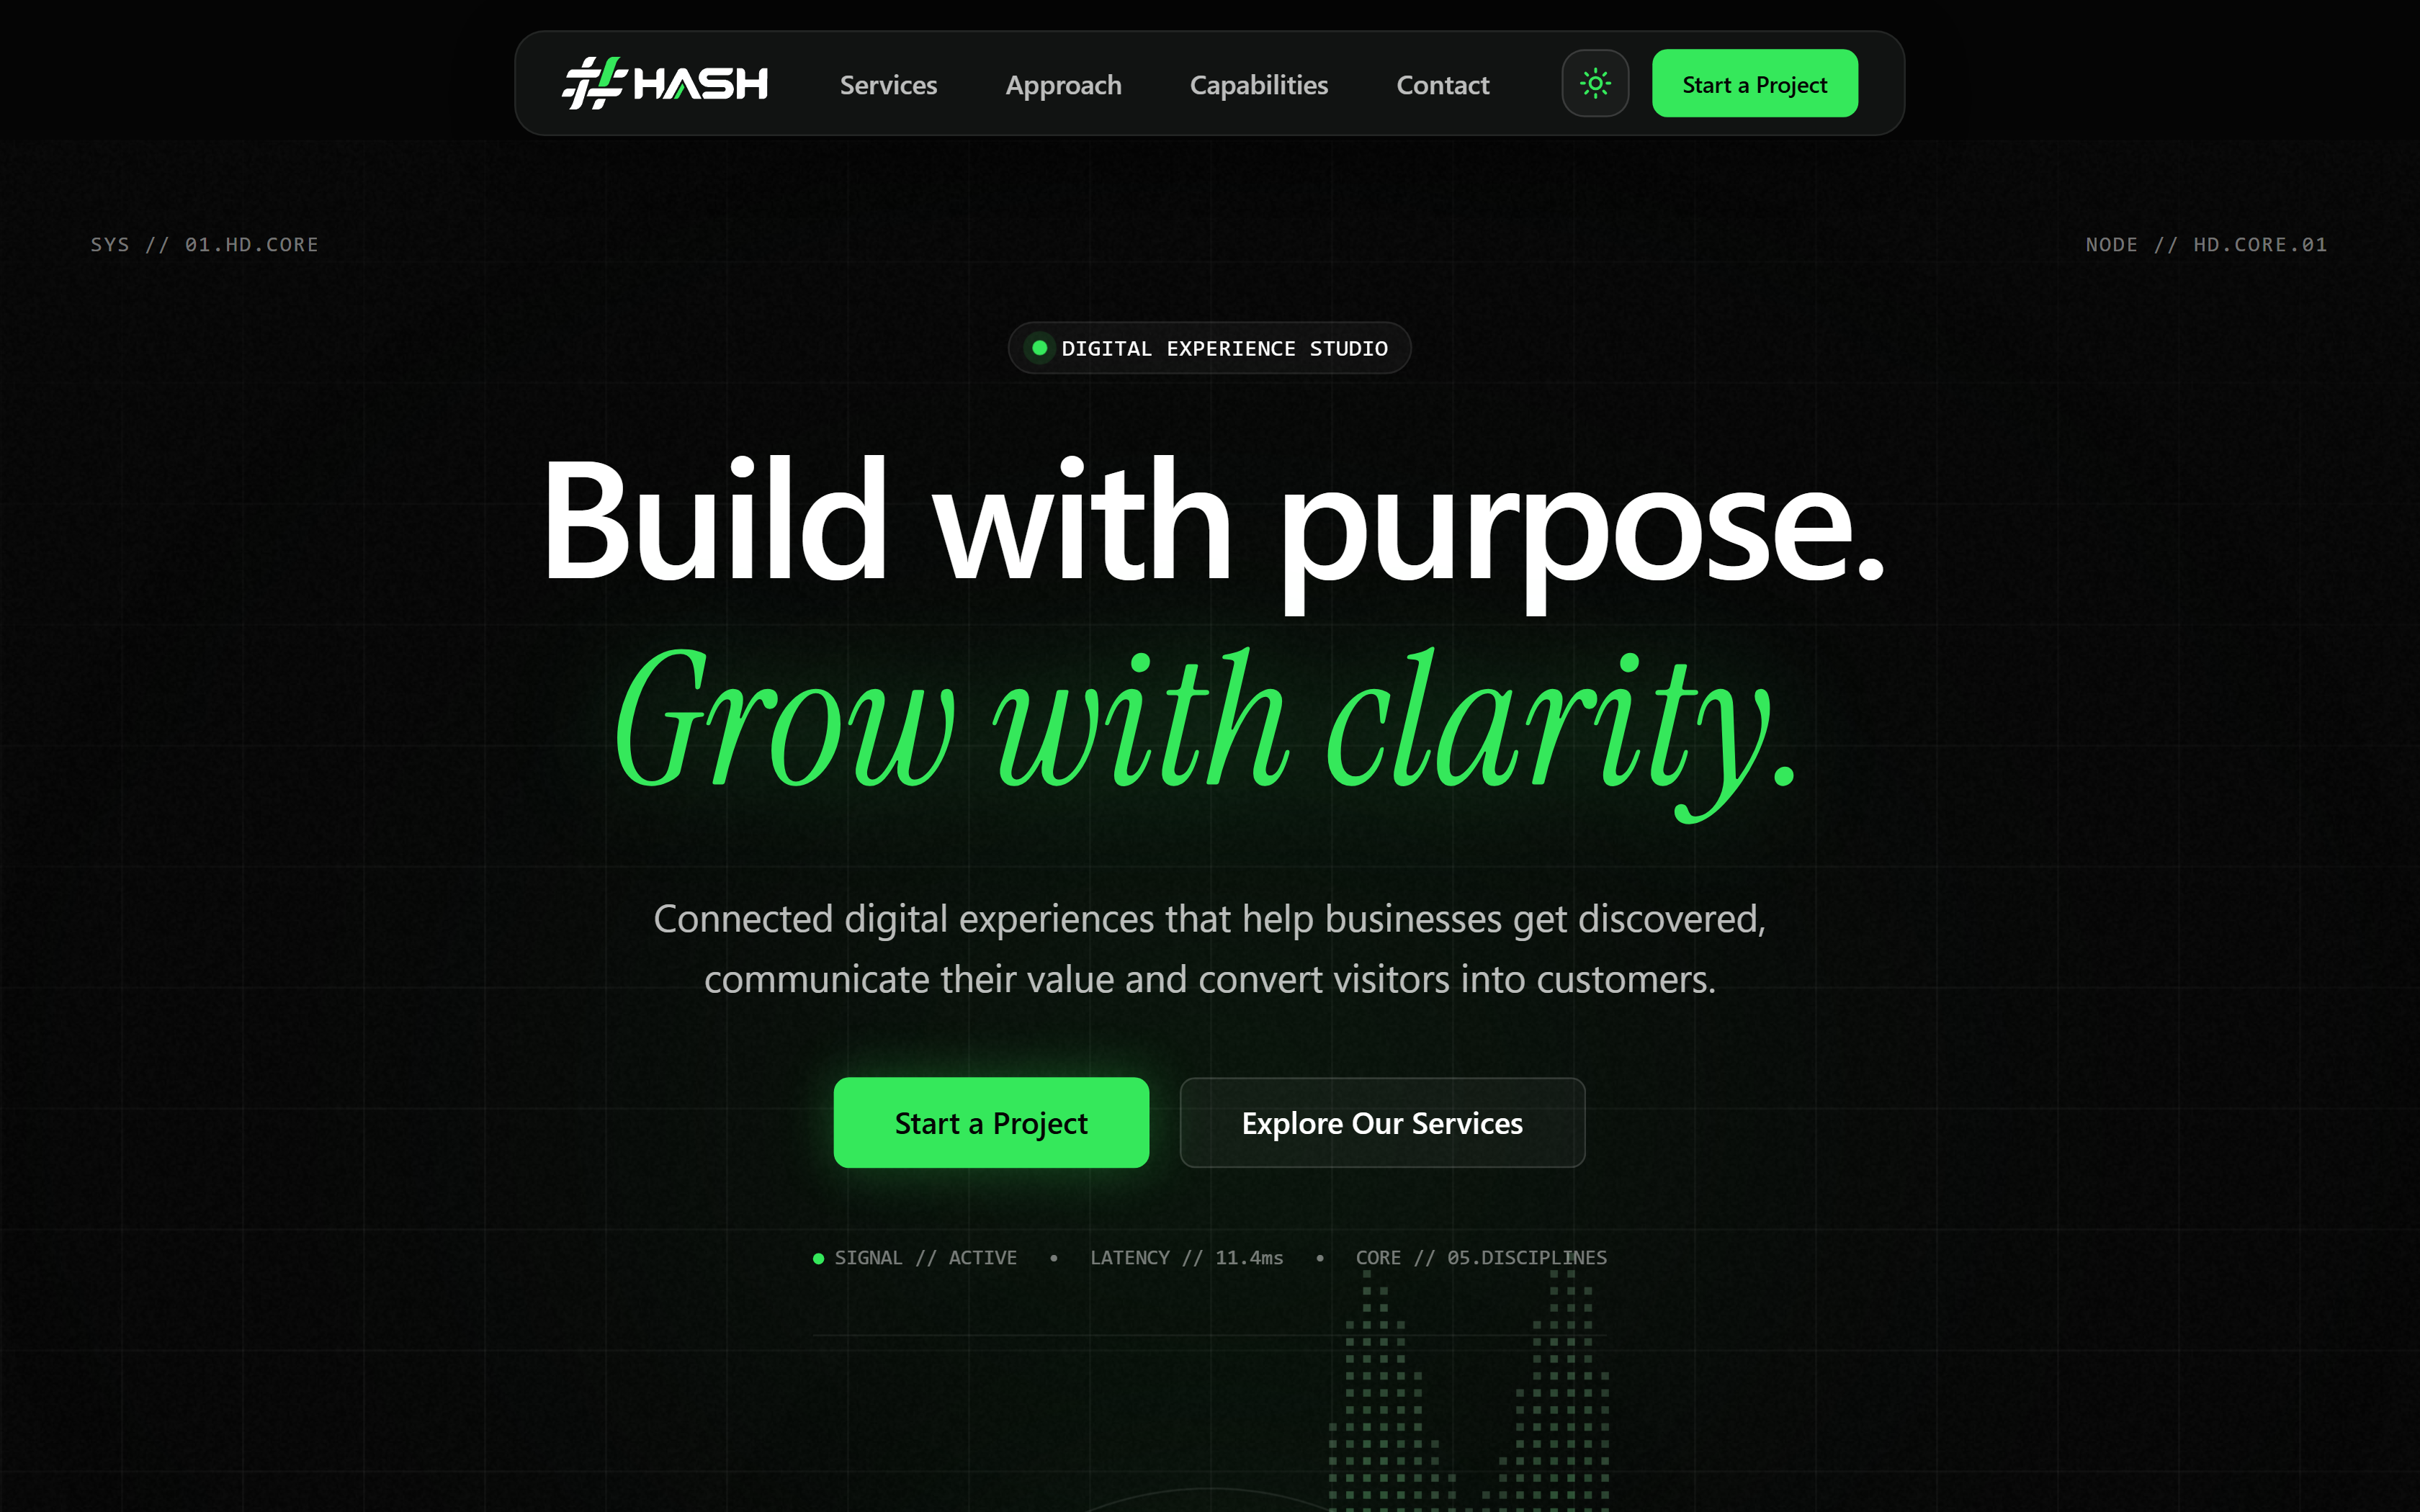 HASH
Services
Approach
Capabilities
Contact
Start a Project
SYS // 01.HD.CORE
NODE // HD.CORE.01
DIGITAL EXPERIENCE STUDIO
Build with purpose.
Grow with clarity.
Connected digital experiences that help businesses get discovered,
communicate their value and convert visitors into customers.
Start a Project
Explore Our Services
SIGNAL // ACTIVE • LATENCY // 11.4ms • CORE // 05.DISCIPLINES